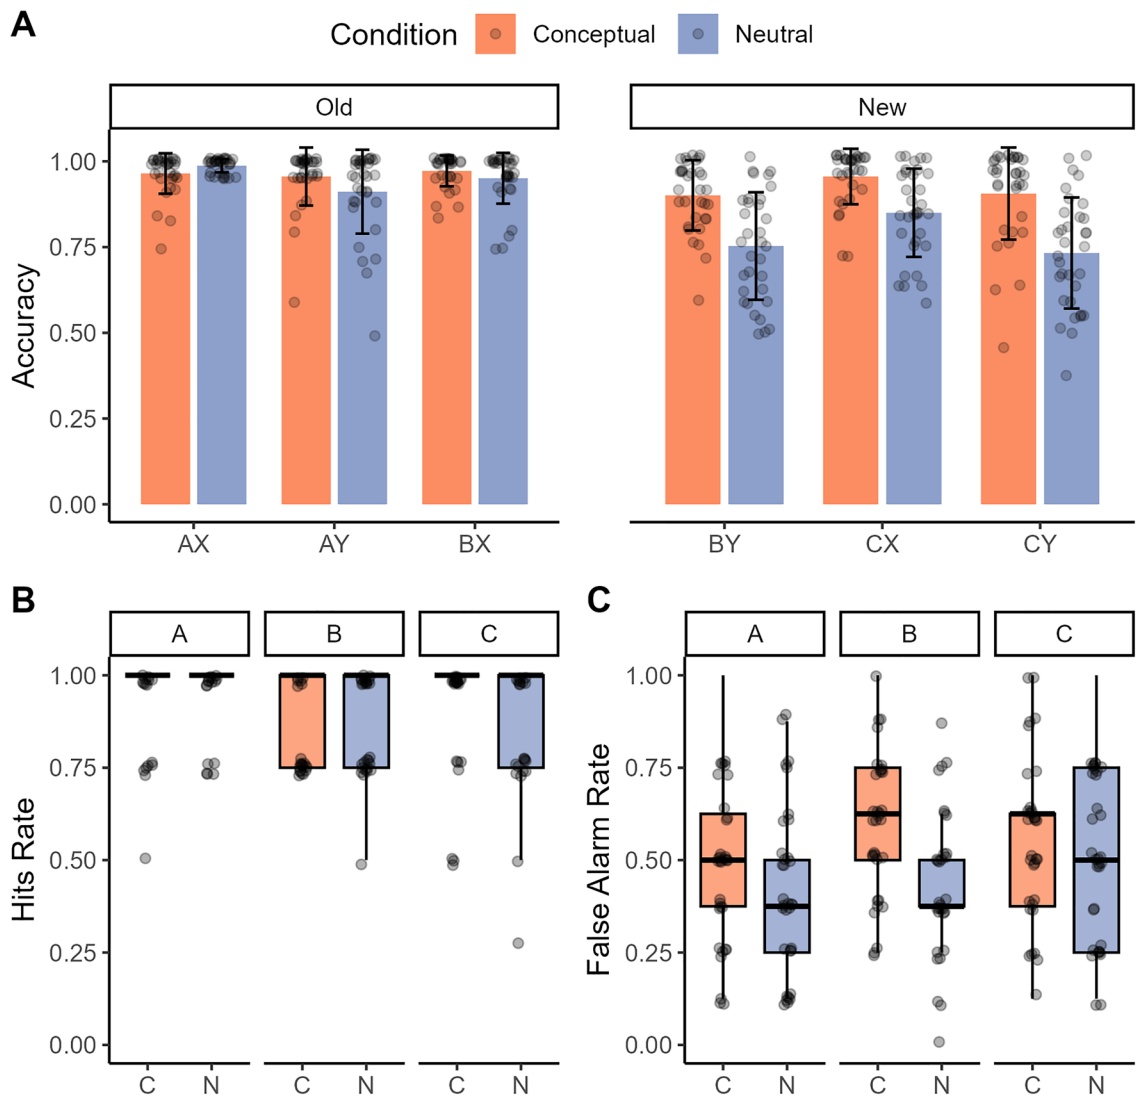 A
Condition Conceptual Neutral
Old New
Accuracy
1.00
0.75
0.50
0.25
0.00
AX AY BX BY CX CY
B
A B C
Hits Rate
1.00
0.75
0.50
0.25
0.00
C N C N C N
C
A B C
False Alarm Rate
1.00
0.75
0.50
0.25
0.00
C N C N C N